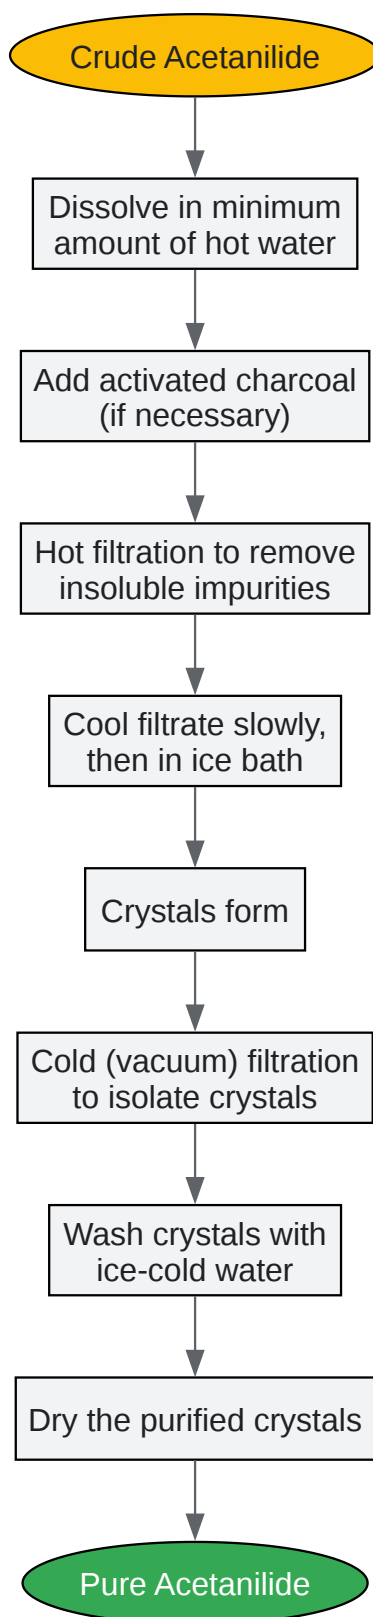 Crude Acetanilide
Dissolve in minimum
amount of hot water
Add activated charcoal
(if necessary)
Hot filtration to remove
insoluble impurities
Cool filtrate slowly,
then in ice bath
Crystals form
Cold (vacuum) filtration
to isolate crystals
Wash crystals with
ice-cold water
Dry the purified crystals
Pure Acetanilide